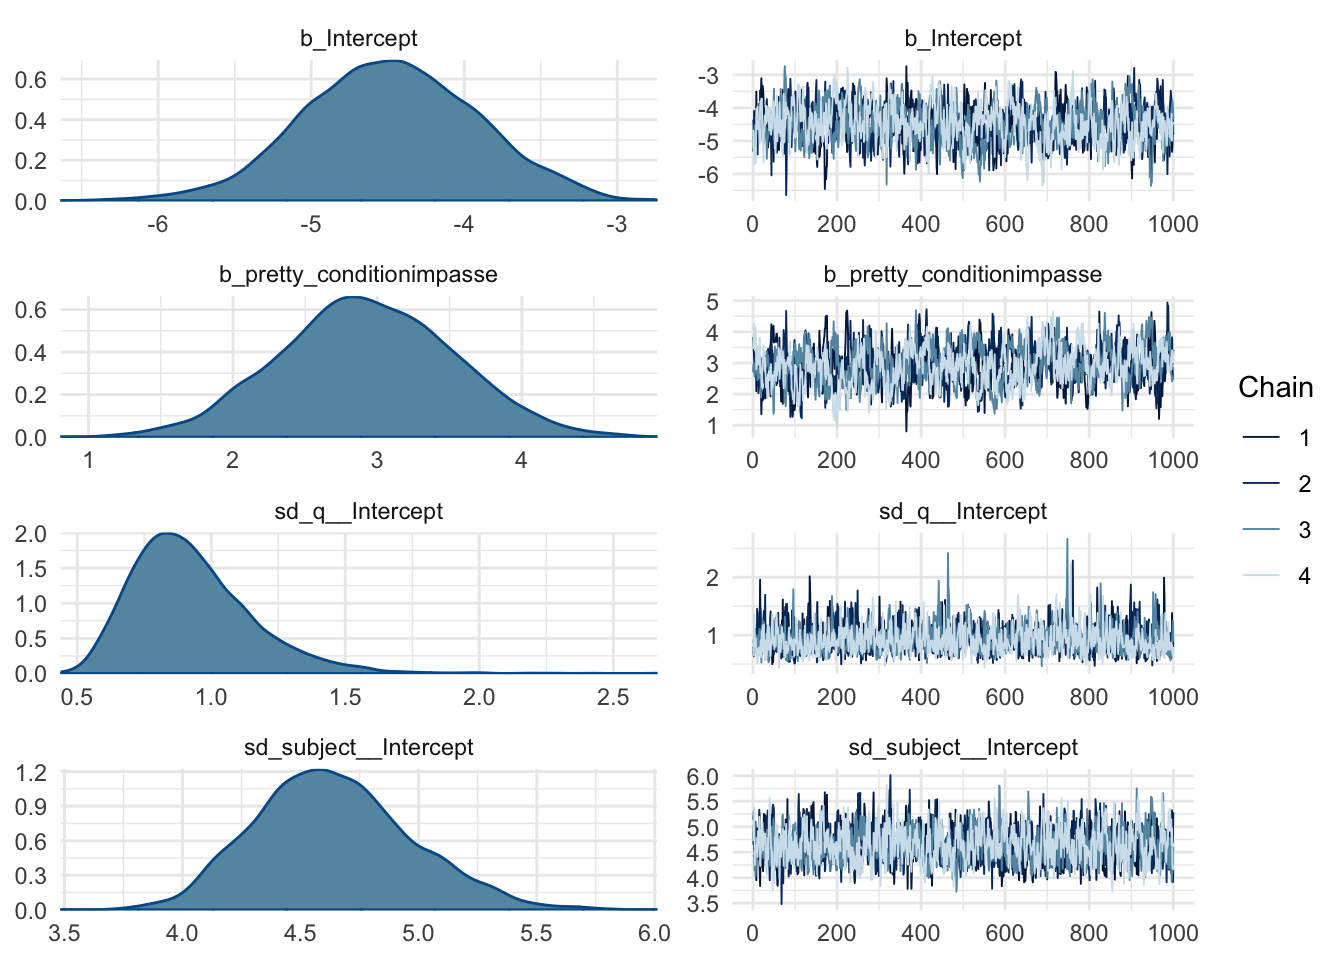 b_Intercept
0.6
0.4
0.2
0.0
-6 -5 -4 -3
b_Intercept
-3
-4
-5
-6
0 200 400 600 800 1000
b_pretty_conditionimpasse
0.6
0.4
0.2
0.0
1 2 3 4
b_pretty_conditionimpasse
5
4
3
2
1
0 200 400 600 800 1000
sd_q__Intercept
2.0
1.5
1.0
0.5
0.0
0.5 1.0 1.5 2.0 2.5
sd_q__Intercept
2
1
0 200 400 600 800 1000
sd_subject__Intercept
1.2
0.9
0.6
0.3
0.0
3.5 4.0 4.5 5.0 5.5 6.0
sd_subject__Intercept
6.0
5.5
5.0
4.5
4.0
3.5
0 200 400 600 800 1000
Chain
1
2
3
4